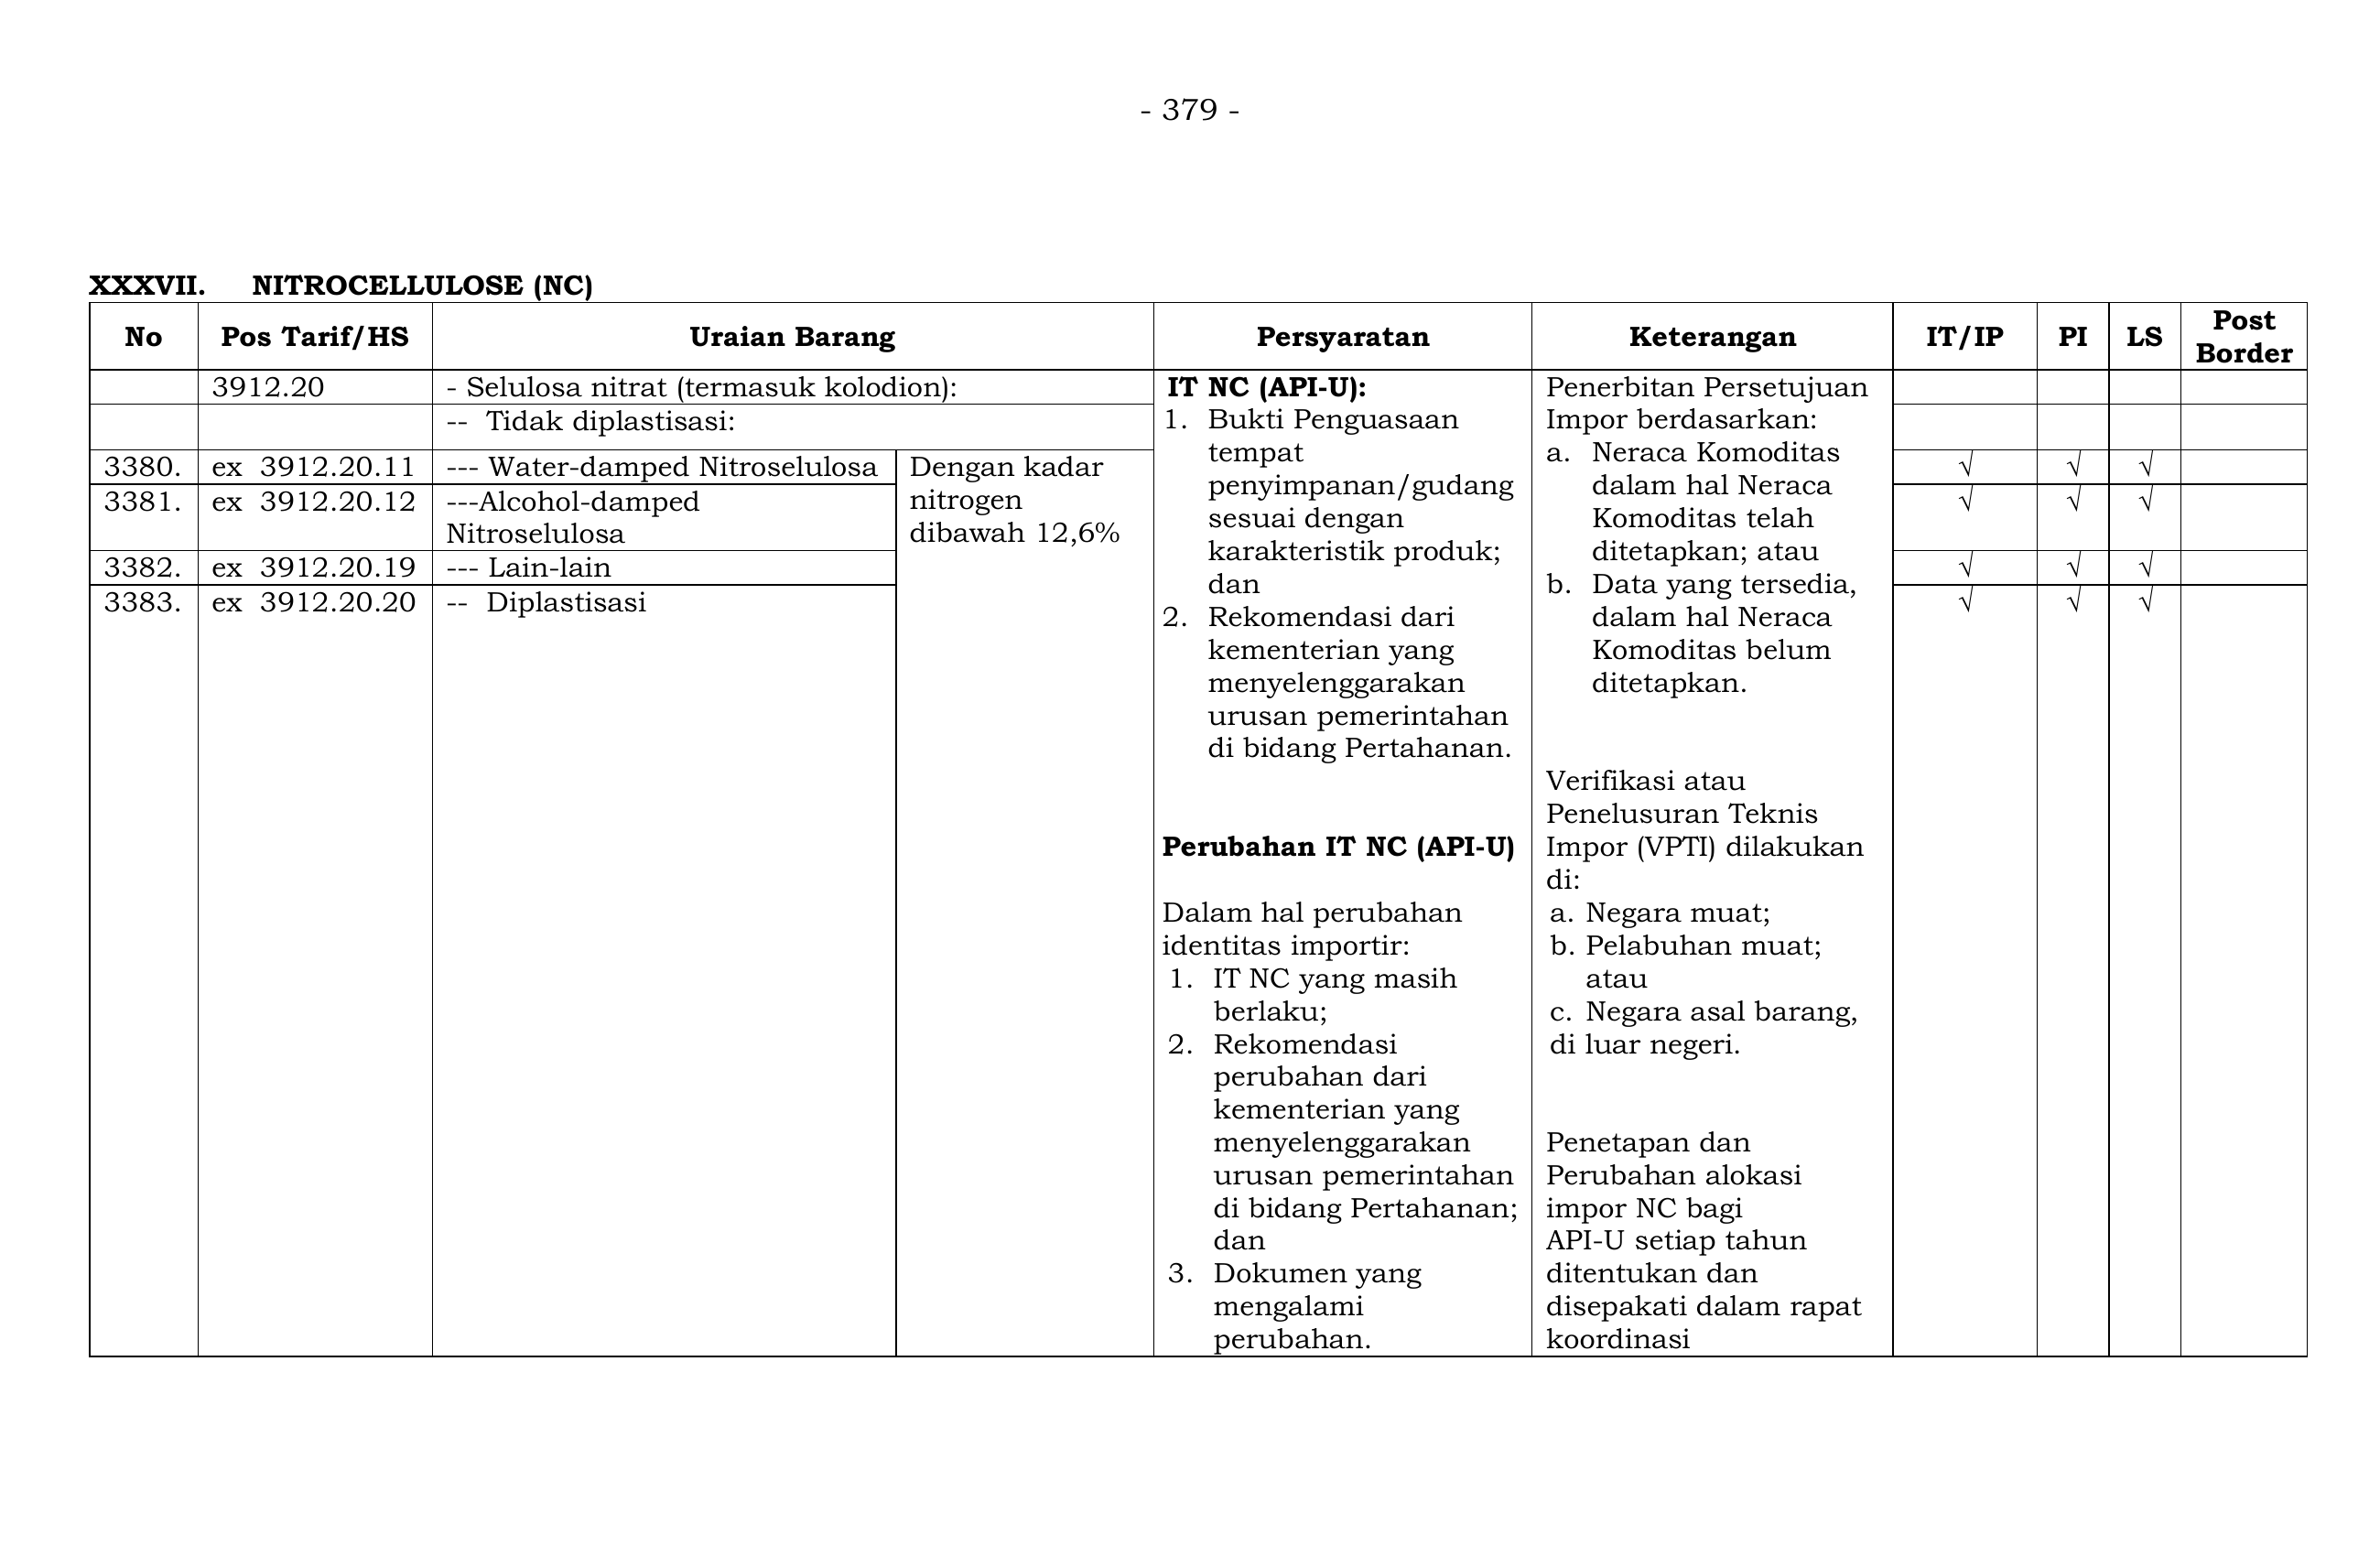 - 379 -
XXXVII. NITROCELLULOSE (NC)
No Pos Tarif/HS Uraian Barang Persyaratan Keterangan IT/IP PI LS Post Border
3912.20 - Selulosa nitrat (termasuk kolodion):
-- Tidak diplastisasi:
3380. ex 3912.20.11 --- Water-damped Nitroselulosa √ √ √
3381. ex 3912.20.12 ---Alcohol-damped
Nitroselulosa √ √ √
3382. ex 3912.20.19 --- Lain-lain √ √ √
3383. ex 3912.20.20 -- Diplastisasi √ √ √
Dengan kadar
nitrogen
dibawah 12,6%
IT NC (API-U):
1. Bukti Penguasaan
tempat
penyimpanan/gudang
sesuai dengan
karakteristik produk;
dan
2. Rekomendasi dari
kementerian yang
menyelenggarakan
urusan pemerintahan
di bidang Pertahanan.
Perubahan IT NC (API-U)
Dalam hal perubahan
identitas importir:
1. IT NC yang masih
berlaku;
2. Rekomendasi
perubahan dari
kementerian yang
menyelenggarakan
urusan pemerintahan
di bidang Pertahanan;
dan
3. Dokumen yang
mengalami
perubahan.
Penerbitan Persetujuan
Impor berdasarkan:
a. Neraca Komoditas
dalam hal Neraca
Komoditas telah
ditetapkan; atau
b. Data yang tersedia,
dalam hal Neraca
Komoditas belum
ditetapkan.
Verifikasi atau
Penelusuran Teknis
Impor (VPTI) dilakukan
di:
a. Negara muat;
b. Pelabuhan muat;
atau
c. Negara asal barang,
di luar negeri.
Penetapan dan
Perubahan alokasi
impor NC bagi
API-U setiap tahun
ditentukan dan
disepakati dalam rapat
koordinasi